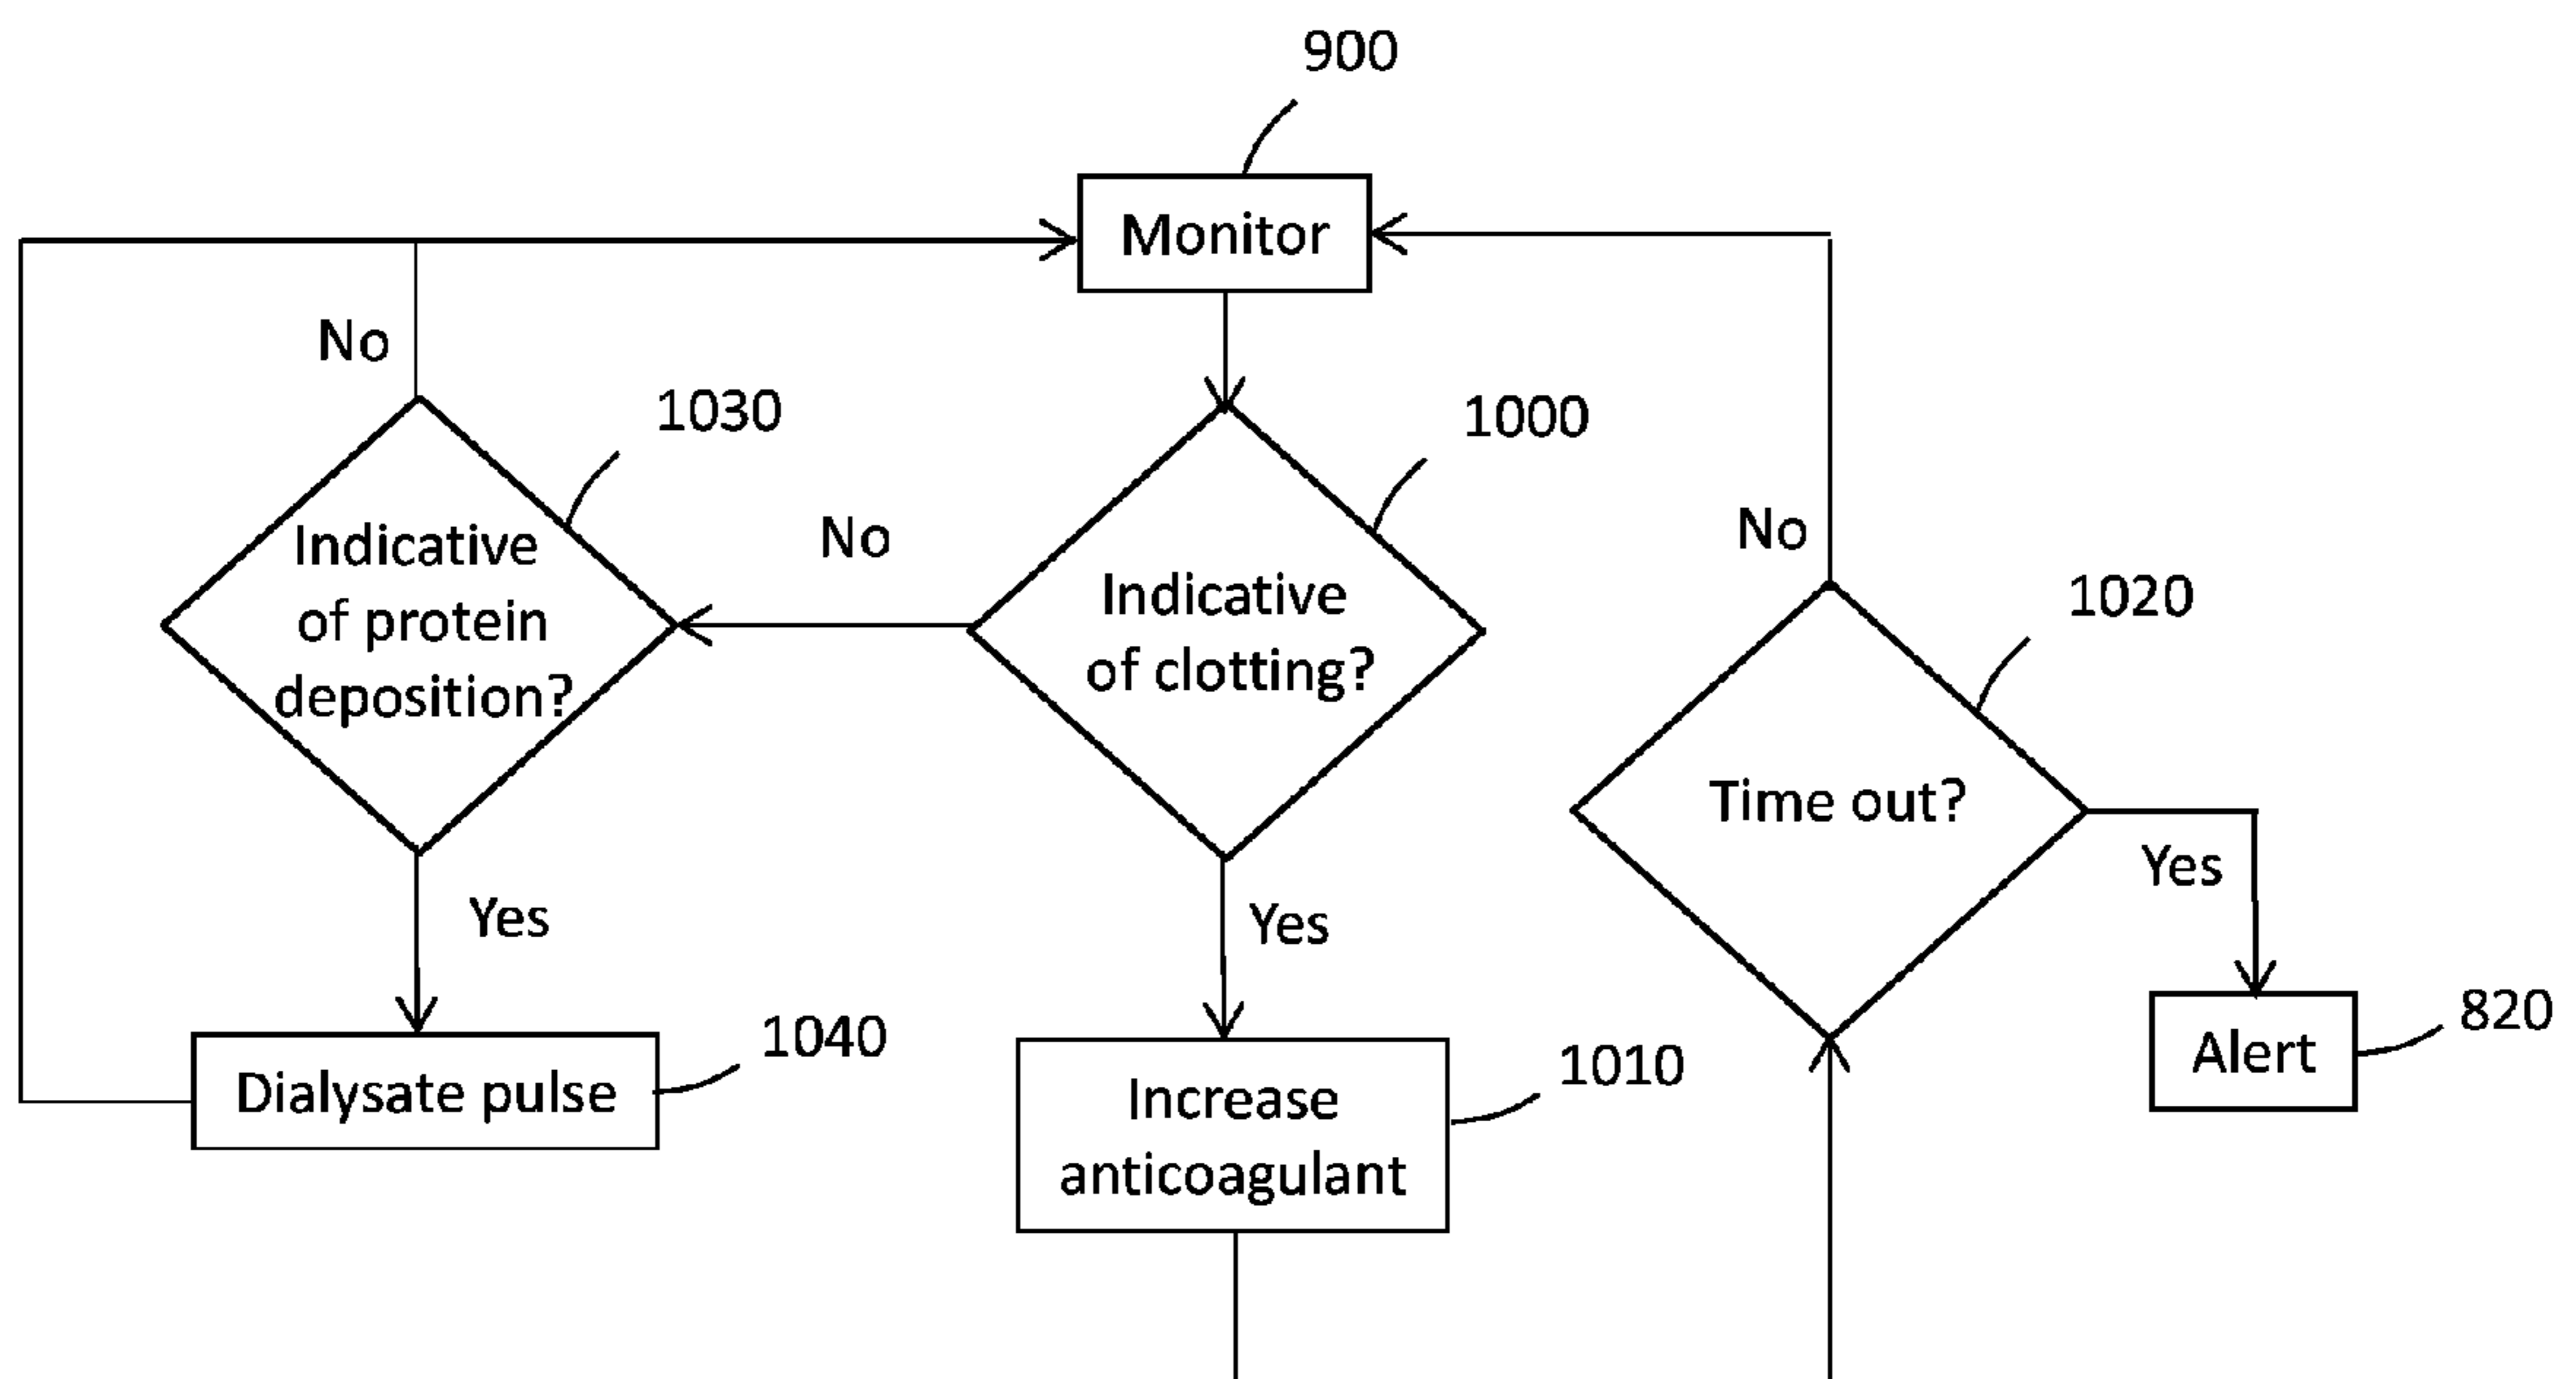 900
Monitor
No
1030
1000
Indicative
of protein
deposition?
No
Indicative
of clotting?
No
1020
Time out?
Yes
Yes
Yes
1040
Dialysate pulse
1010
Increase
anticoagulant
820
Alert